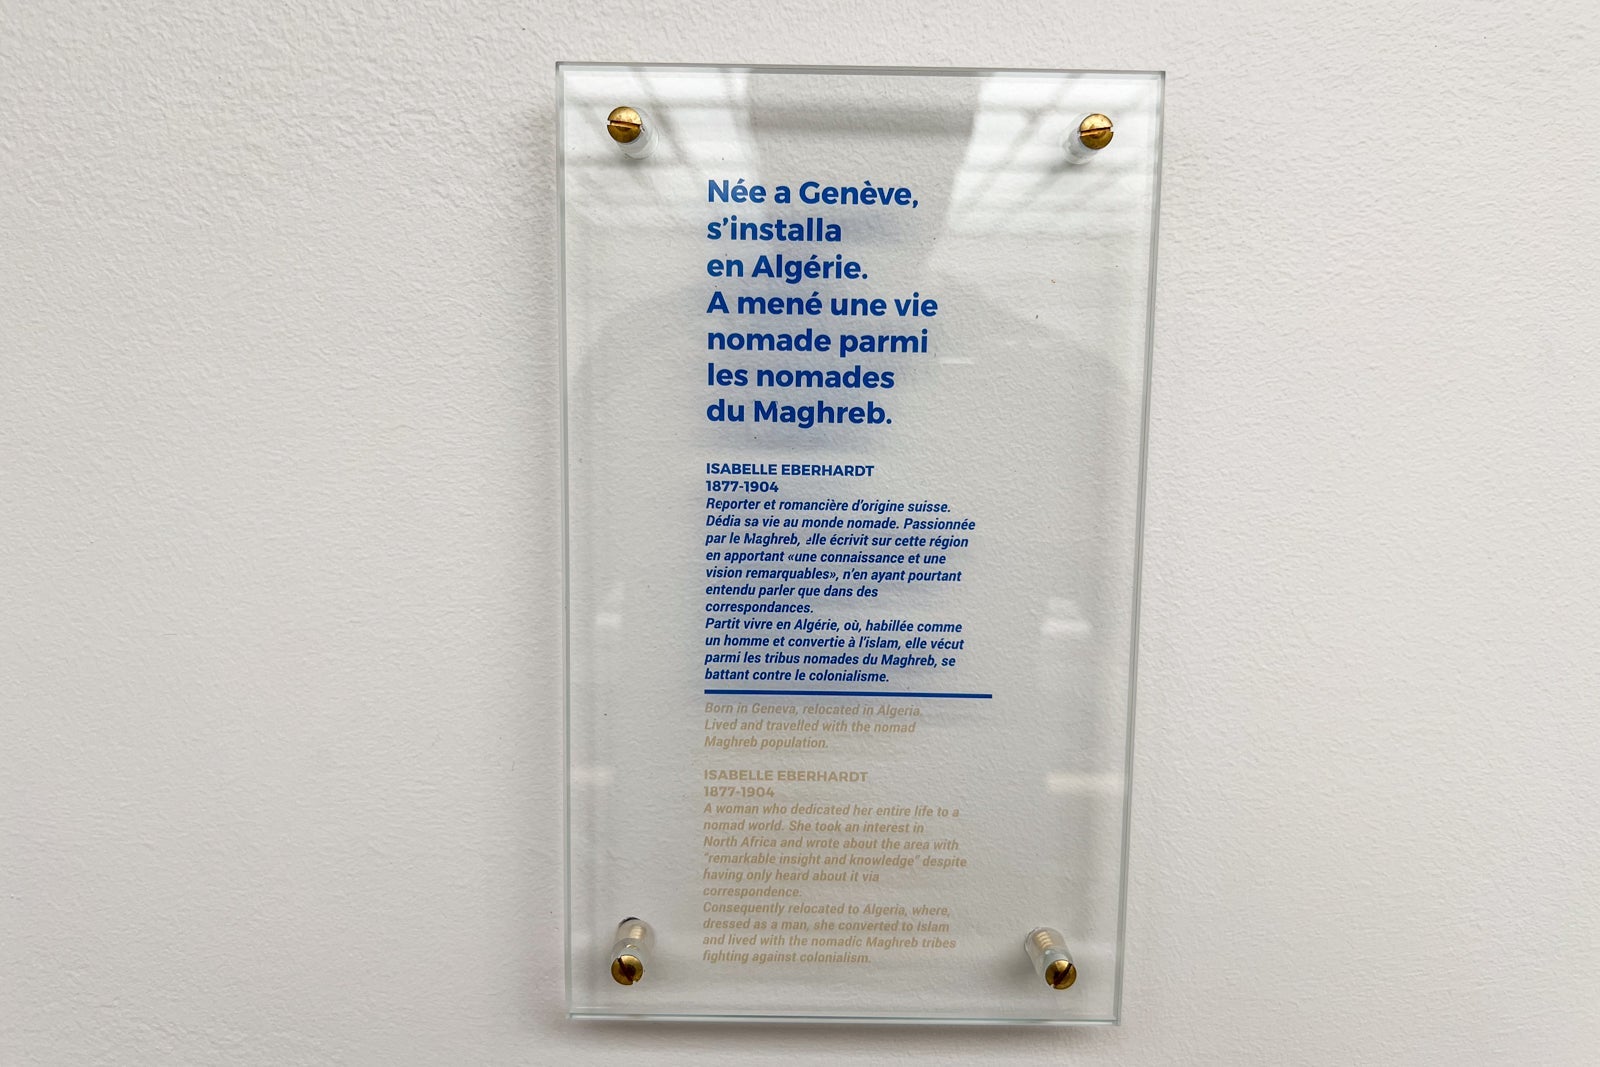 Née a Genève,
s'installa
en Algérie.
A mené une vie
nomade parmi
les nomades
du Maghreb.
ISABELLE EBERHARDT
1877-1904
Reporter et romancière d'origine suisse.
Dédia sa vie au monde nomade. Passionnée
par le Maghreb, elle écrivit sur cette région
en apportant «une connaissance et une
vision remarquables», n'en ayant pourtant
entendu parler que dans des
correspondances.
Partit vivre en Algérie, où, habillée comme
un homme et convertie à l'islam, elle vécut
parmi les tribus nomades du Maghreb, se
battant contre le colonialisme.
Born in Geneva, relocated in Algeria.
Lived and travelled with the nomad
Maghreb population.
ISABELLE EBERHARDT
1877-1904
A woman who dedicated her entire life to a
nomad world. She took an interest in
North Africa and wrote about the area with
"remarkable insight and knowledge" despite
having only heard about it via
correspondence.
Consequently relocated to Algeria, where,
dressed as a man, she converted to Islam
and lived with the nomadic Maghreb tribes
fighting against colonialism.